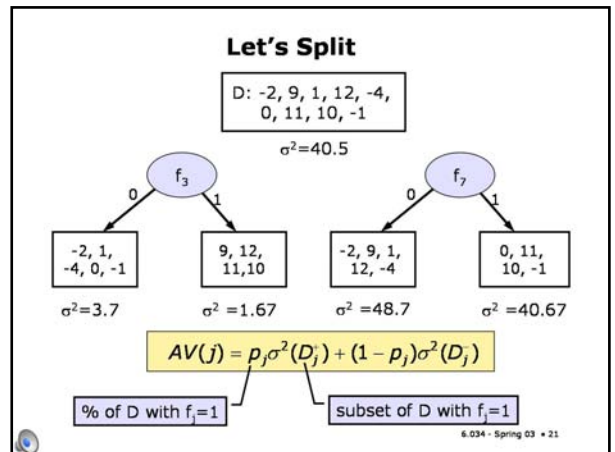 Let's Split
D: -2, 9, 1, 12, -4,
0, 11, 10, -1
σ²=40.5
f₃
f₇
0
1
0
1
-2, 1,
-4, 0, -1
9, 12,
11,10
-2, 9, 1,
12, -4
0, 11,
10, -1
σ²=3.7
σ²=1.67
σ²=48.7
σ²=40.67
AV(j) = pⱼσ²(Dⱼ⁺) + (1 − pⱼ)σ²(Dⱼ⁻)
% of D with fⱼ=1
subset of D with fⱼ=1
6.034 - Spring 03 • 21